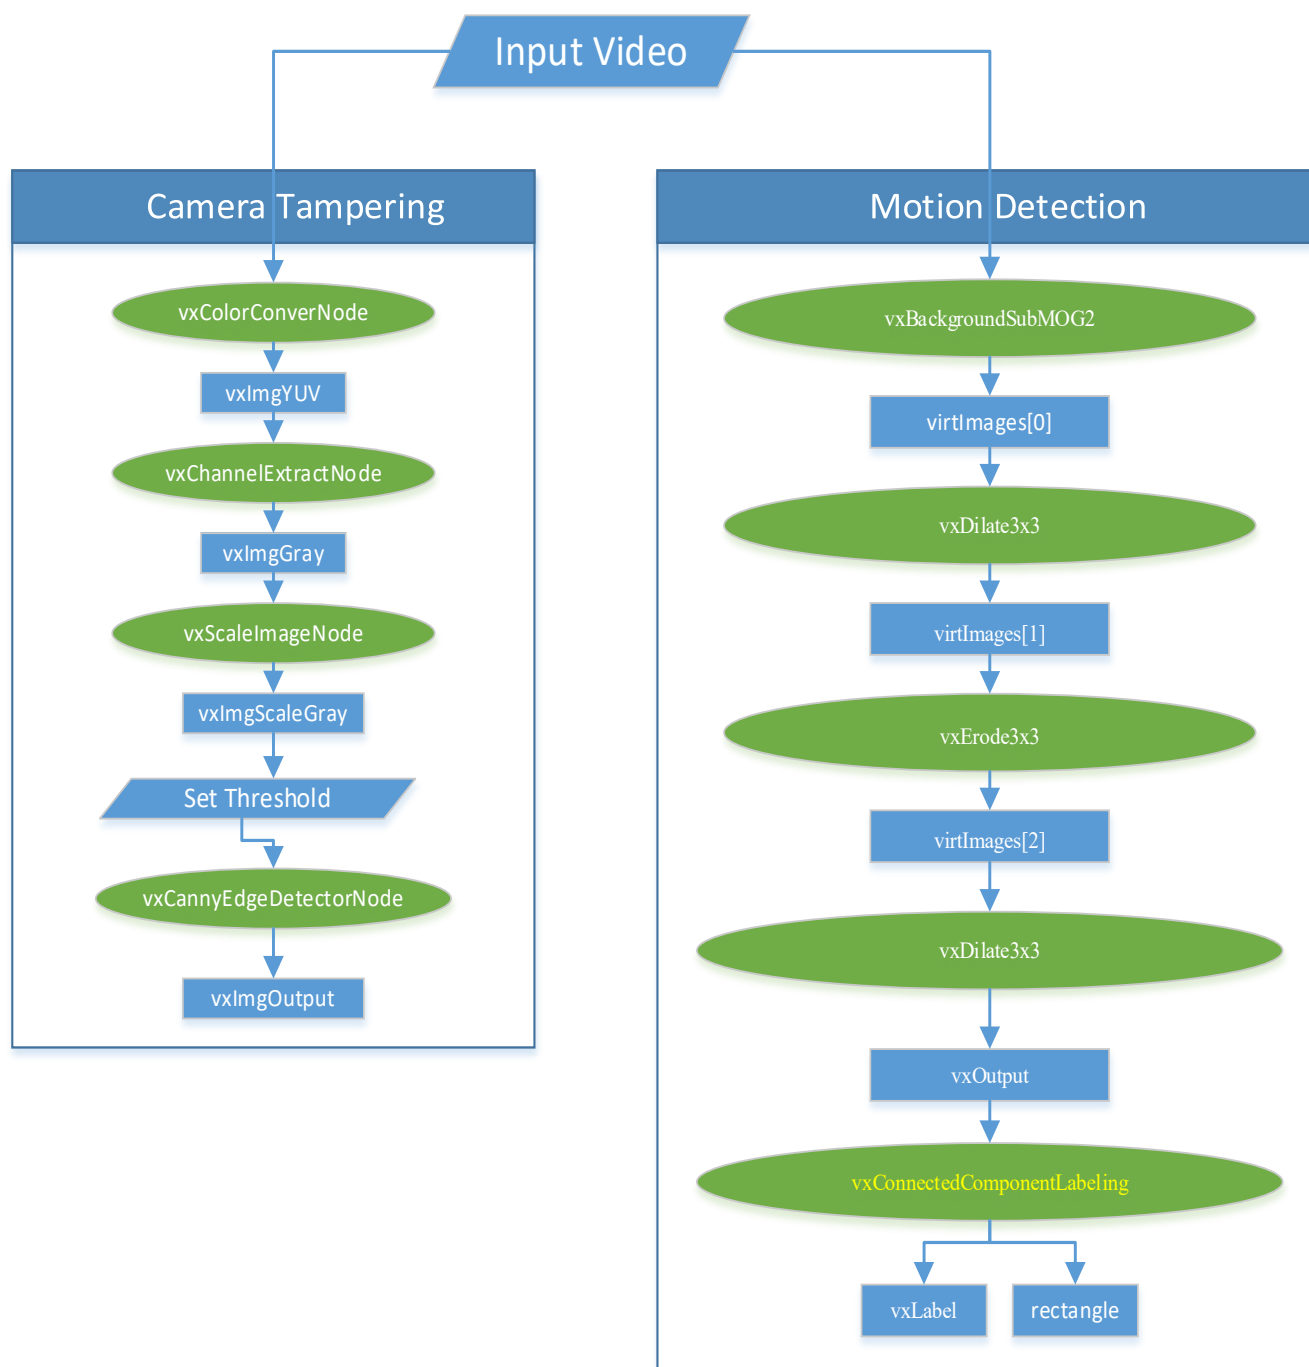 Input Video
Camera Tampering
vxColorConverNode
vxImgYUV
vxChannelExtractNode
vxImgGray
vxScaleImageNode
vxImgScaleGray
Set Threshold
vxCannyEdgeDetectorNode
vxImgOutput
Motion Detection
vxBackgroundSubMOG2
virtImages[0]
vxDilate3x3
virtImages[1]
vxErode3x3
virtImages[2]
vxDilate3x3
vxOutput
vxConnectedComponentLabeling
vxLabel
rectangle